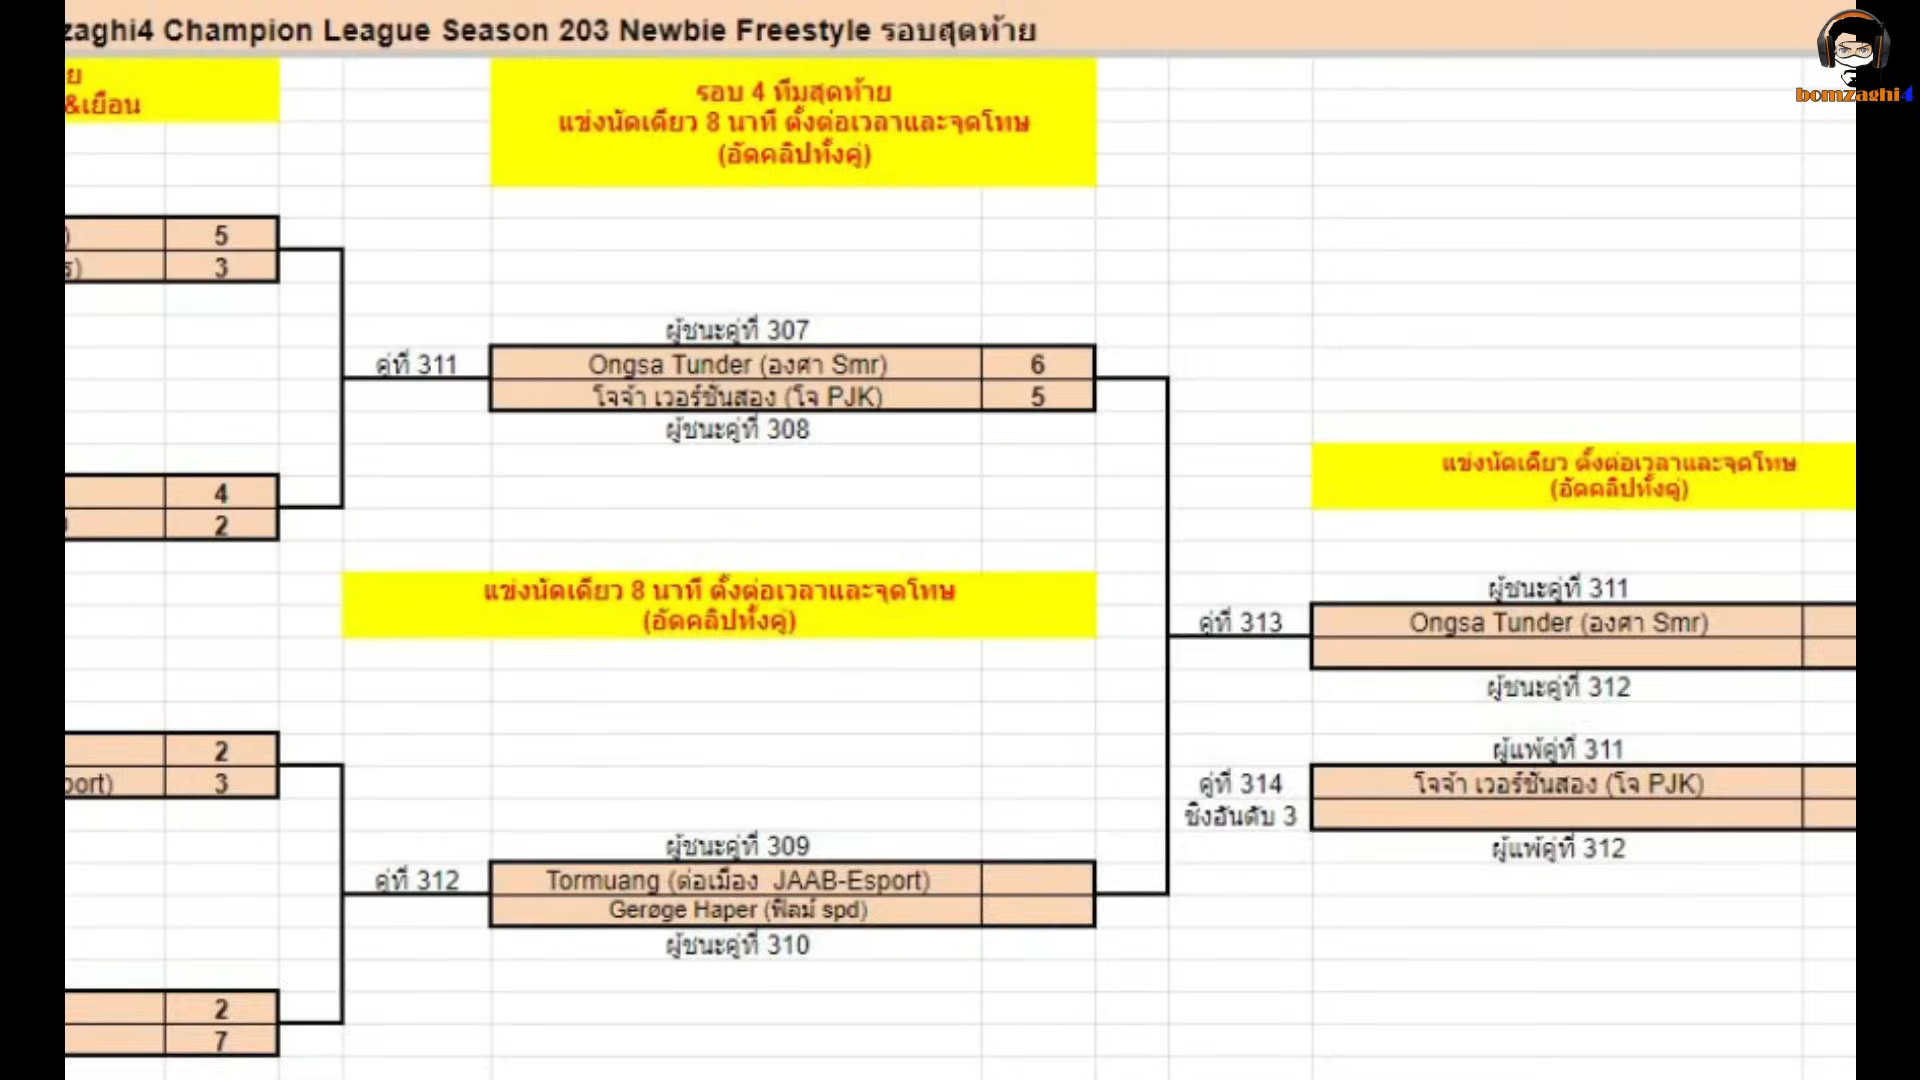 zaghi4 Champion League Season 203 Newbie Freestyle รอบสุดท้าย
bomzaghi4
ย
&เยือน
รอบ 4 ทีมสุดท้าย
แข่งนัดเดียว 8 นาที ตั้งต่อเวลาและจุดโทษ
(อัดคลิปทั้งคู่)
)
5
ร)
3
4
2
คู่ที่ 311
ผู้ชนะคู่ที่ 307
Ongsa Tunder (องศา Smr) 6
โจจ้า เวอร์ชั่นสอง (โจ PJK) 5
ผู้ชนะคู่ที่ 308
แข่งนัดเดียว ตั้งต่อเวลาและจุดโทษ
(อัดคลิปทั้งคู่)
แข่งนัดเดียว 8 นาที ตั้งต่อเวลาและจุดโทษ
(อัดคลิปทั้งคู่)
ผู้ชนะคู่ที่ 311
คู่ที่ 313
Ongsa Tunder (องศา Smr)
ผู้ชนะคู่ที่ 312
ผู้แพ้คู่ที่ 311
คู่ที่ 314
ชิงอันดับ 3
โจจ้า เวอร์ชั่นสอง (โจ PJK)
ผู้แพ้คู่ที่ 312
2
port) 3
ผู้ชนะคู่ที่ 309
คู่ที่ 312
Tormuang (ต่อเมือง JAAB-Esport)
Gerøge Haper (ฟิลม์ spd)
ผู้ชนะคู่ที่ 310
2
7